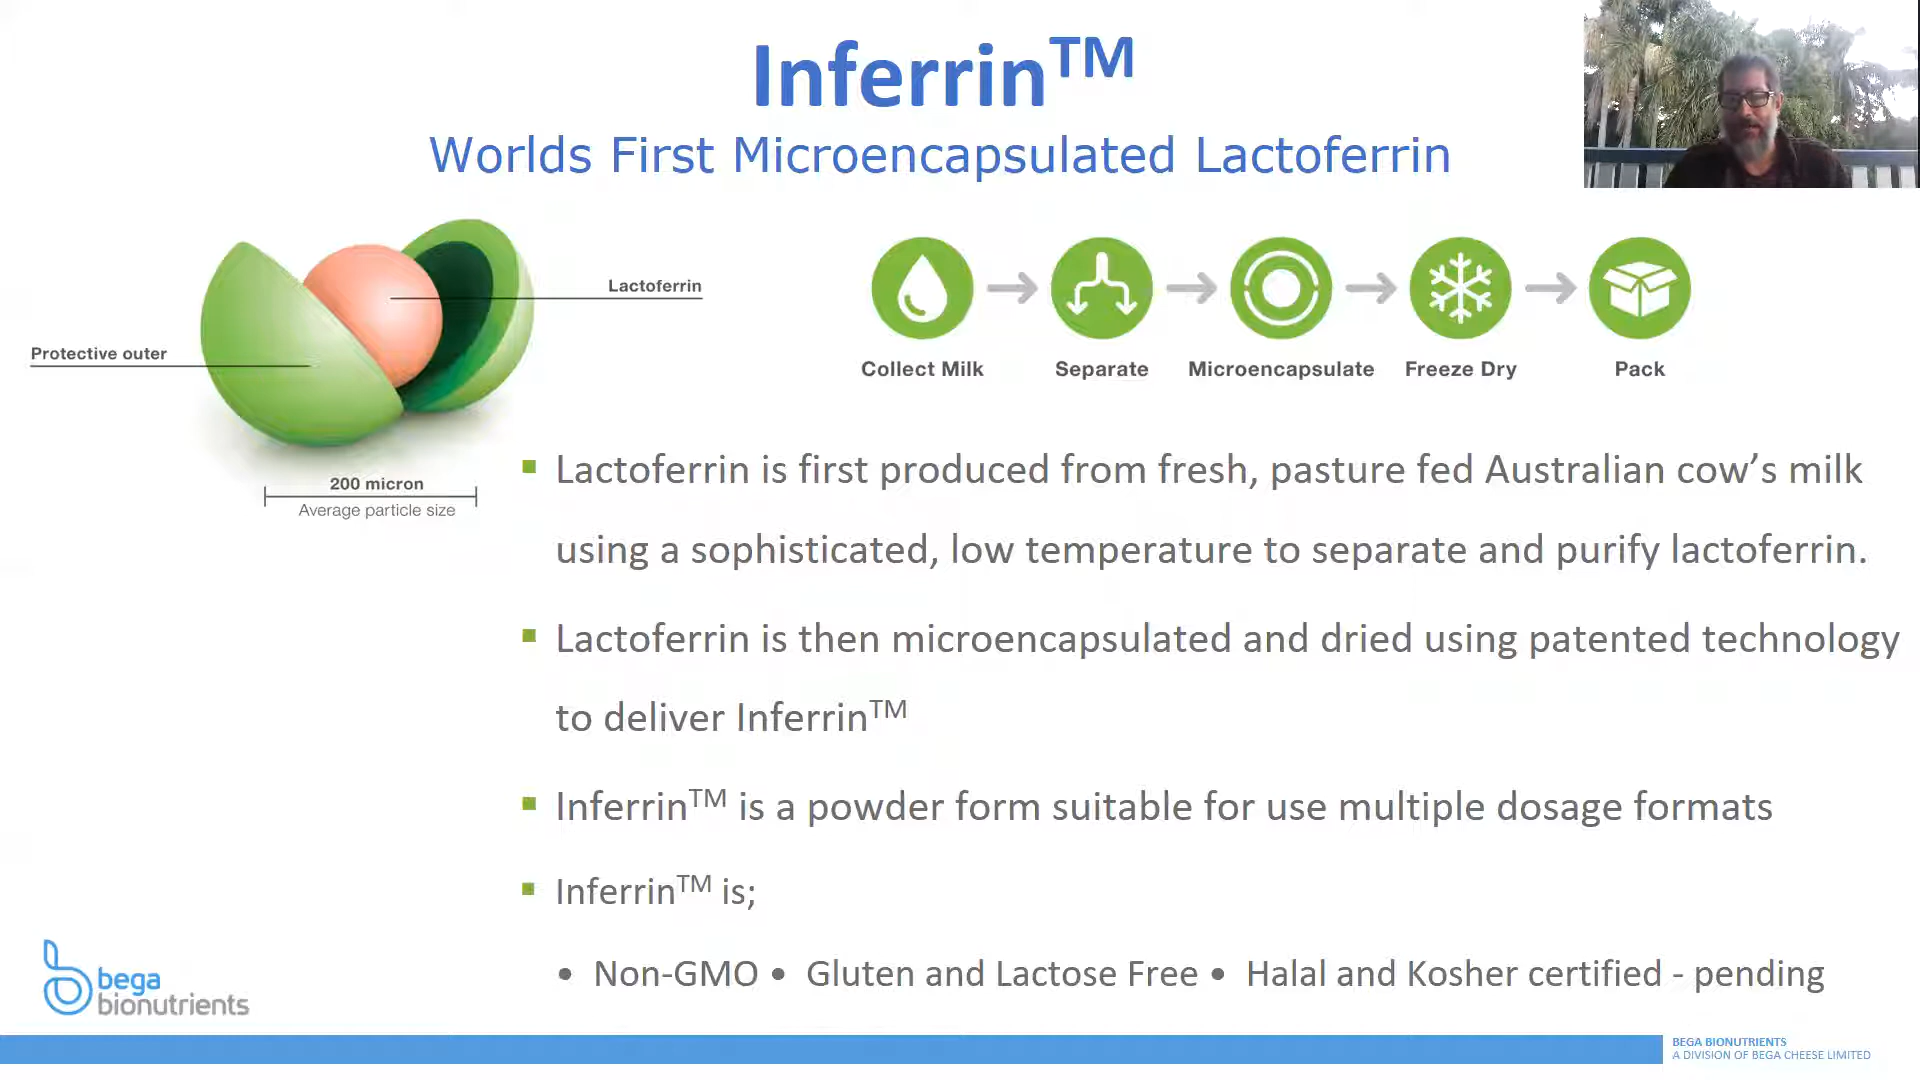 Inferrin™
Worlds First Microencapsulated Lactoferrin
Lactoferrin
Protective outer
200 micron
Average particle size
Collect Milk
Separate
Microencapsulate
Freeze Dry
Pack
▪ Lactoferrin is first produced from fresh, pasture fed Australian cow’s milk
using a sophisticated, low temperature to separate and purify lactoferrin.
▪ Lactoferrin is then microencapsulated and dried using patented technology
to deliver Inferrin™
▪ Inferrin™ is a powder form suitable for use multiple dosage formats
▪ Inferrin™ is;
• Non-GMO • Gluten and Lactose Free • Halal and Kosher certified - pending
bega
bionutrients
BEGA BIONUTRIENTS
A DIVISION OF BEGA CHEESE LIMITED